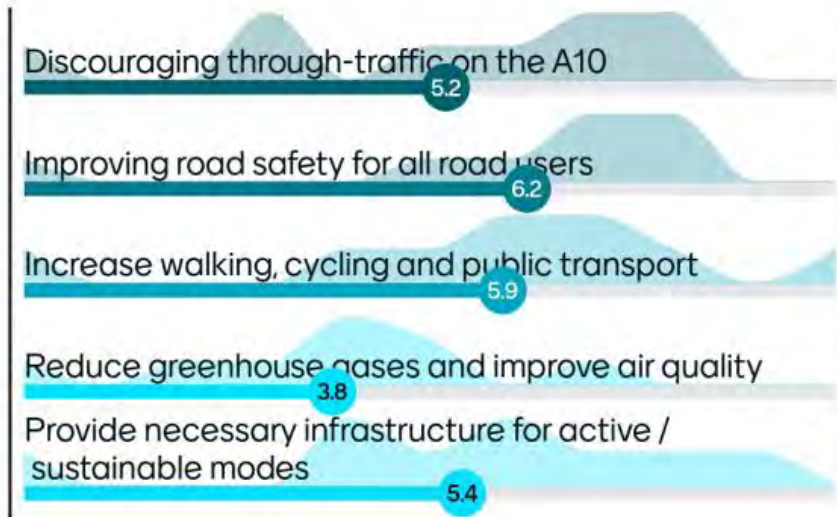 Discouraging through-traffic on the A10
5.2
Improving road safety for all road users
6.2
Increase walking, cycling and public transport
5.9
Reduce greenhouse gases and improve air quality
3.8
Provide necessary infrastructure for active /
sustainable modes
5.4